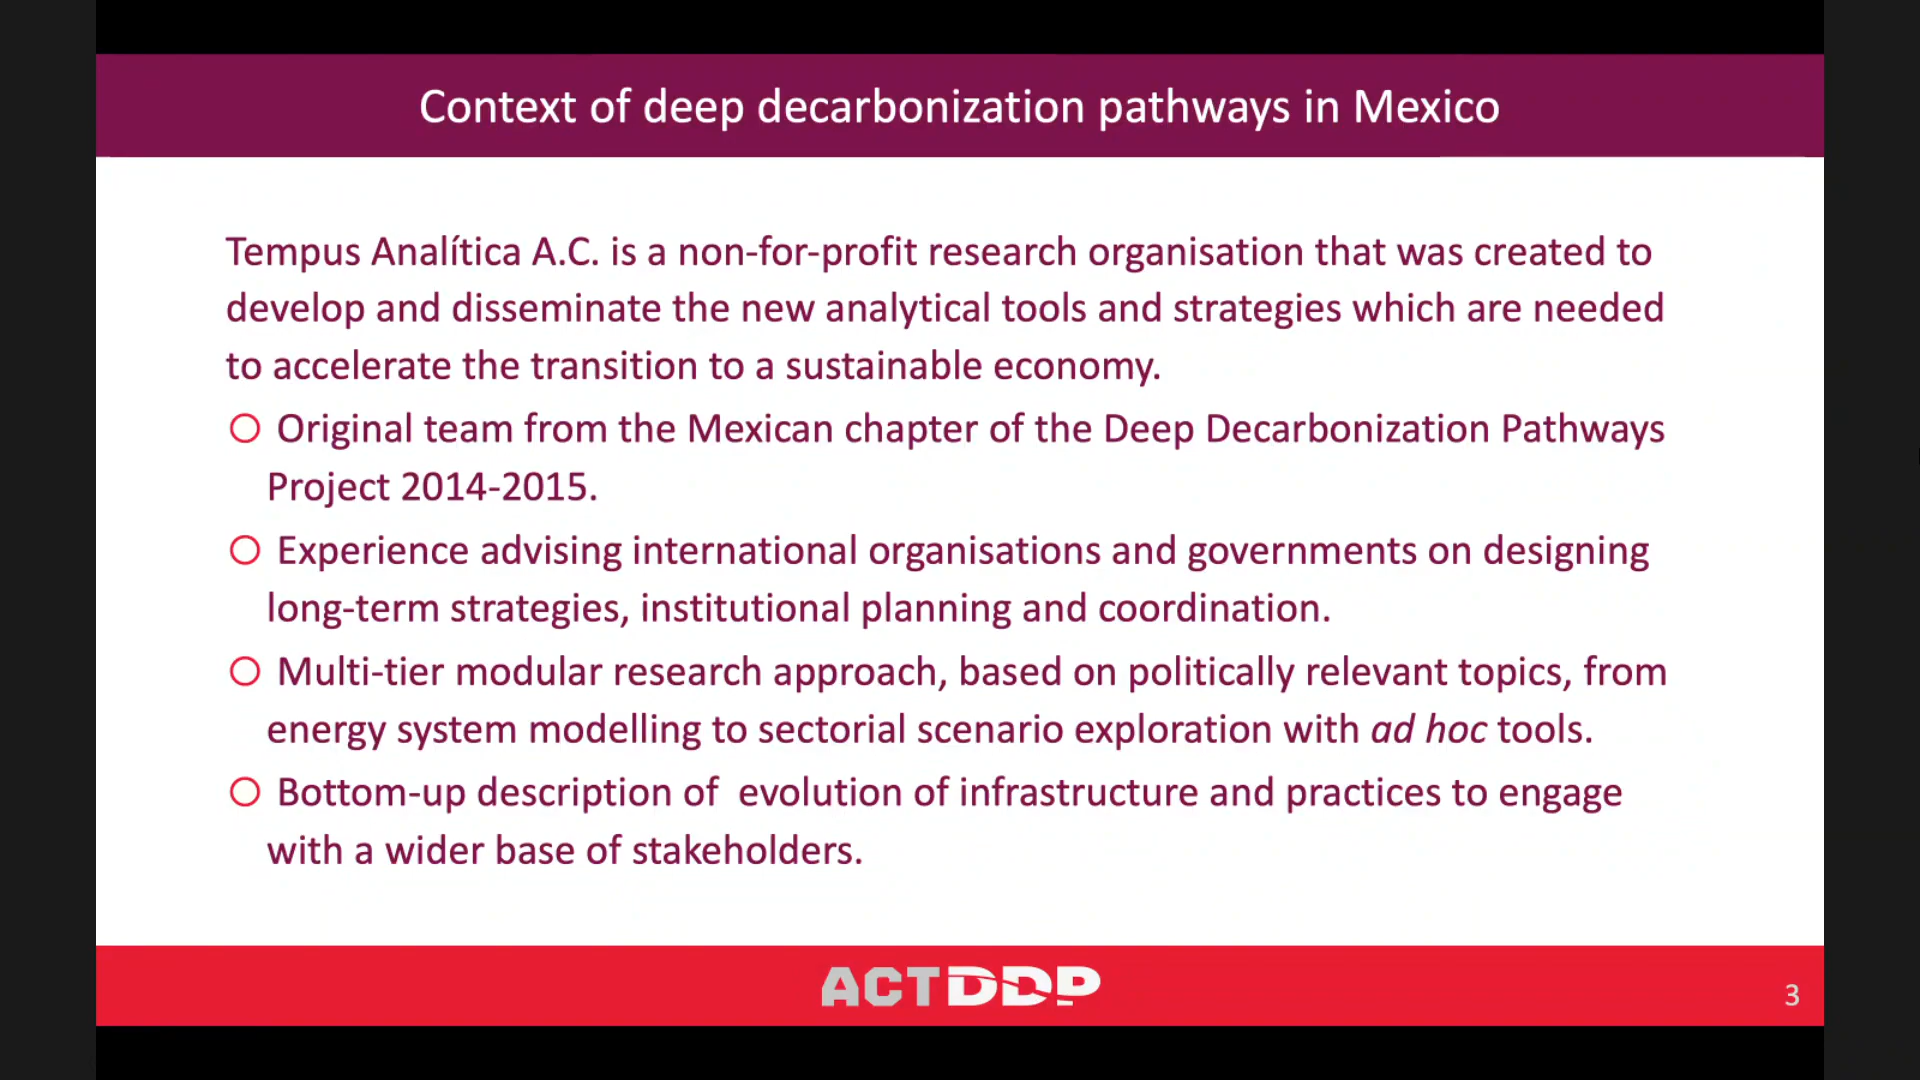 Context of deep decarbonization pathways in Mexico
Tempus Analítica A.C. is a non-for-profit research organisation that was created to
develop and disseminate the new analytical tools and strategies which are needed
to accelerate the transition to a sustainable economy.
Original team from the Mexican chapter of the Deep Decarbonization Pathways
Project 2014-2015.
Experience advising international organisations and governments on designing
long-term strategies, institutional planning and coordination.
Multi-tier modular research approach, based on politically relevant topics, from
energy system modelling to sectorial scenario exploration with ad hoc tools.
Bottom-up description of  evolution of infrastructure and practices to engage
with a wider base of stakeholders.
ACTDDP
3